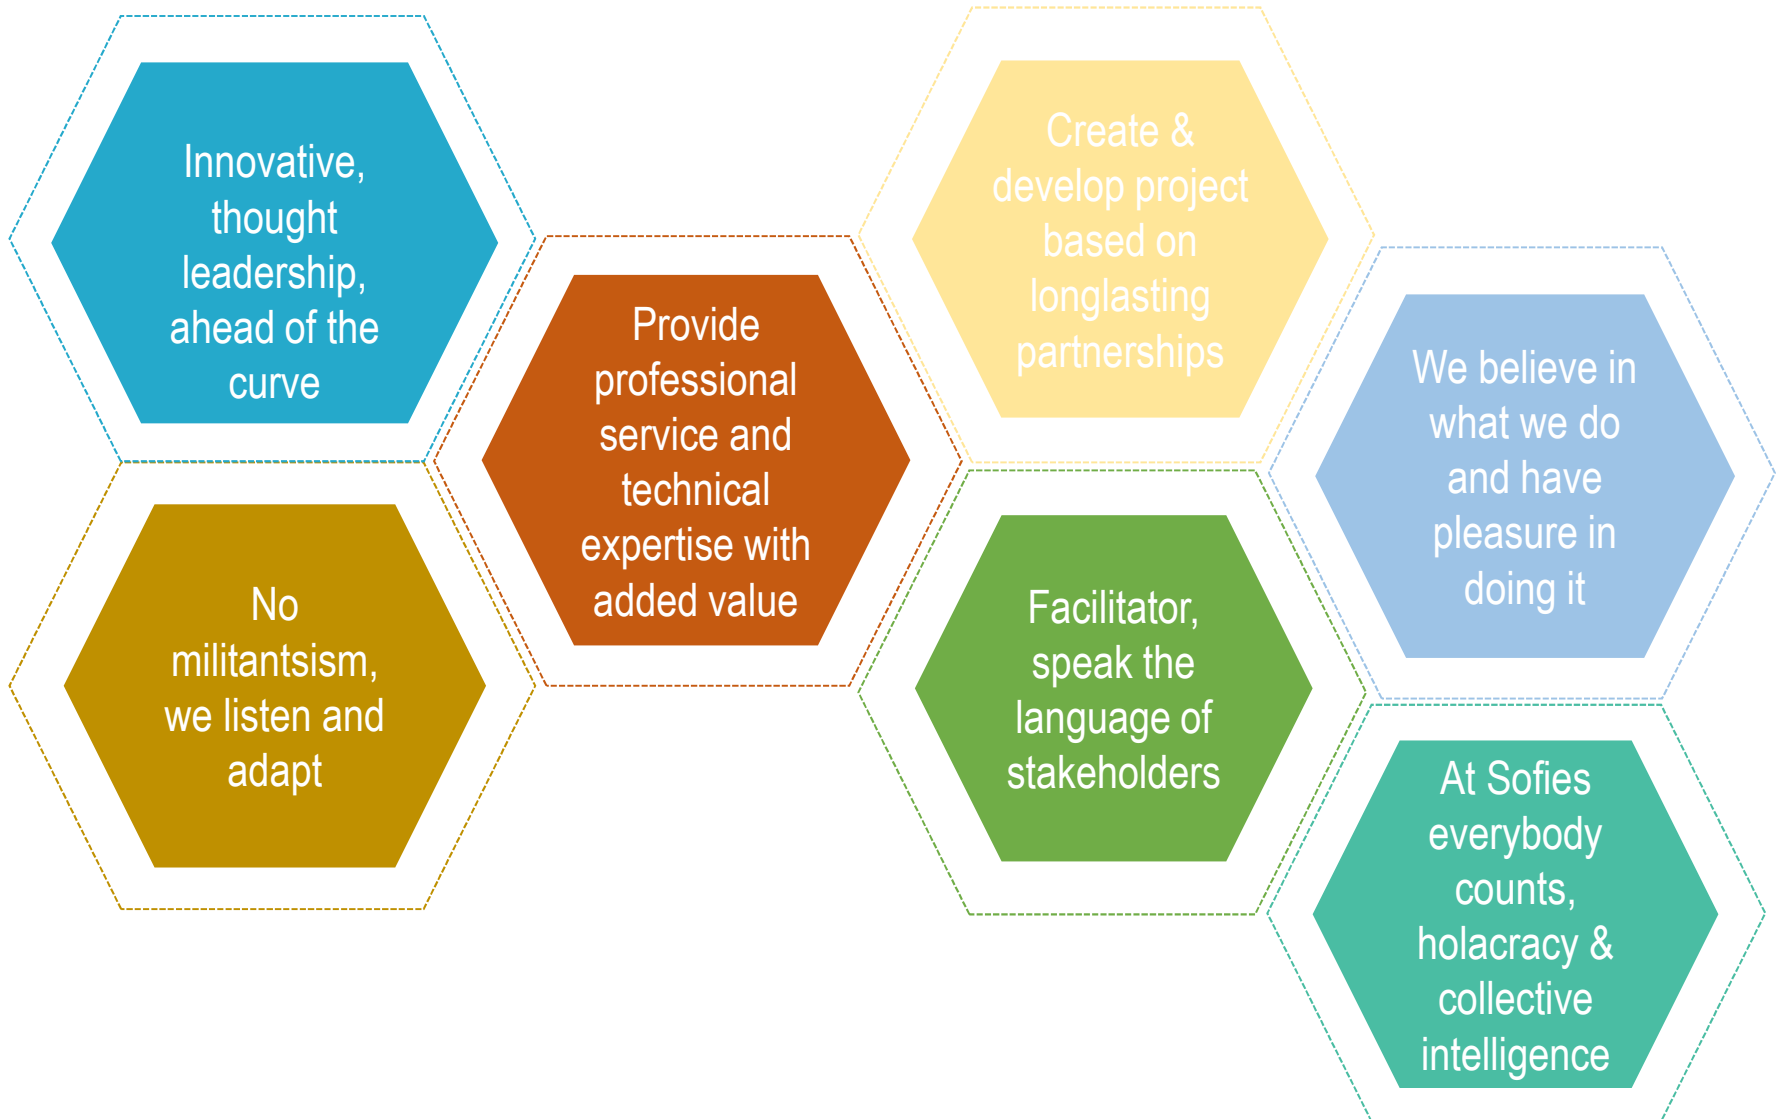 Innovative,
thought
leadership,
ahead of the
curve
No
militantsism,
we listen and
adapt
Provide
professional
service and
technical
expertise with
added value
Create &
develop project
based on
longlasting
partnerships
Facilitator,
speak the
language of
stakeholders
We believe in
what we do
and have
pleasure in
doing it
At Sofies
everybody
counts,
holacracy &
collective
intelligence